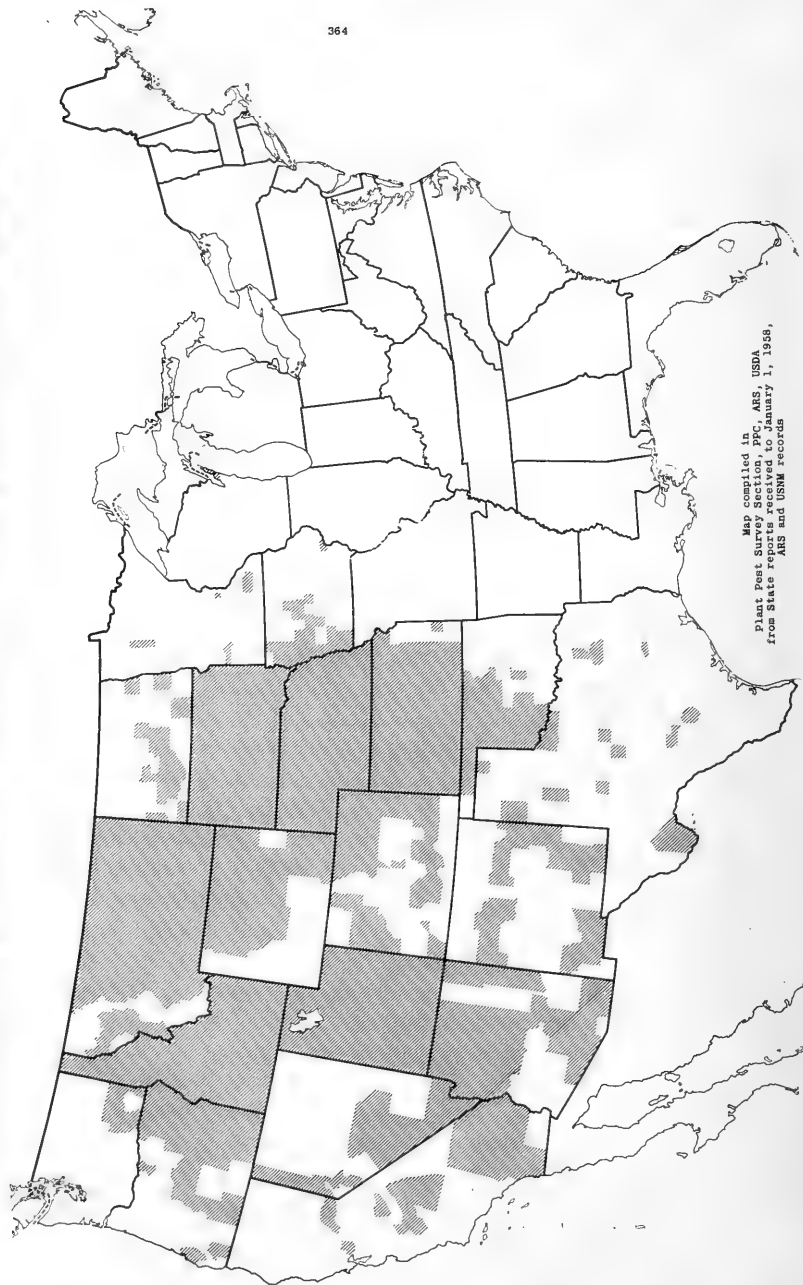 364
Map compiled in
Plant Pest Survey Section, PPC, ARS, USDA
from State reports received to January 1, 1958,
ARS and USNM records